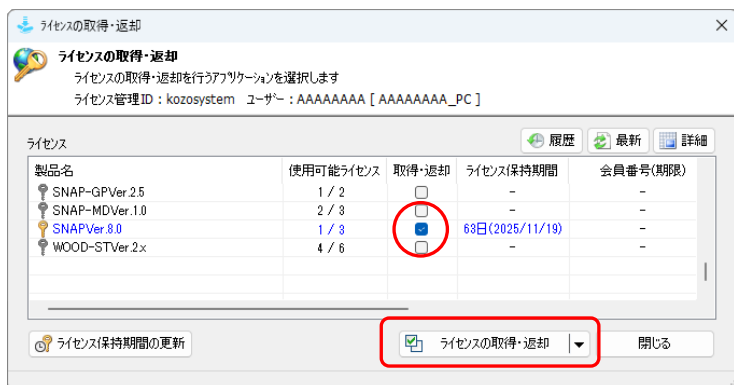 ライセンスの取得・返却
ライセンスの取得・返却
ライセンスの取得・返却を行うアプリケーションを選択します
ライセンス管理ID：kozosystem ユーザー：AAAAAAAA [ AAAAAAAA_PC ]
ライセンス 履歴 最新 詳細
製品名 使用可能ライセンス 取得・返却 ライセンス保持期間 会員番号(期限)
SNAP-GPVer.2.5 1 / 2 - -
SNAP-MDVer.1.0 2 / 3 - -
SNAPVer.8.0 1 / 3 63日(2025/11/19) -
WOOD-STVer.2.x 4 / 6 - -
ライセンス保持期間の更新 ライセンスの取得・返却 閉じる